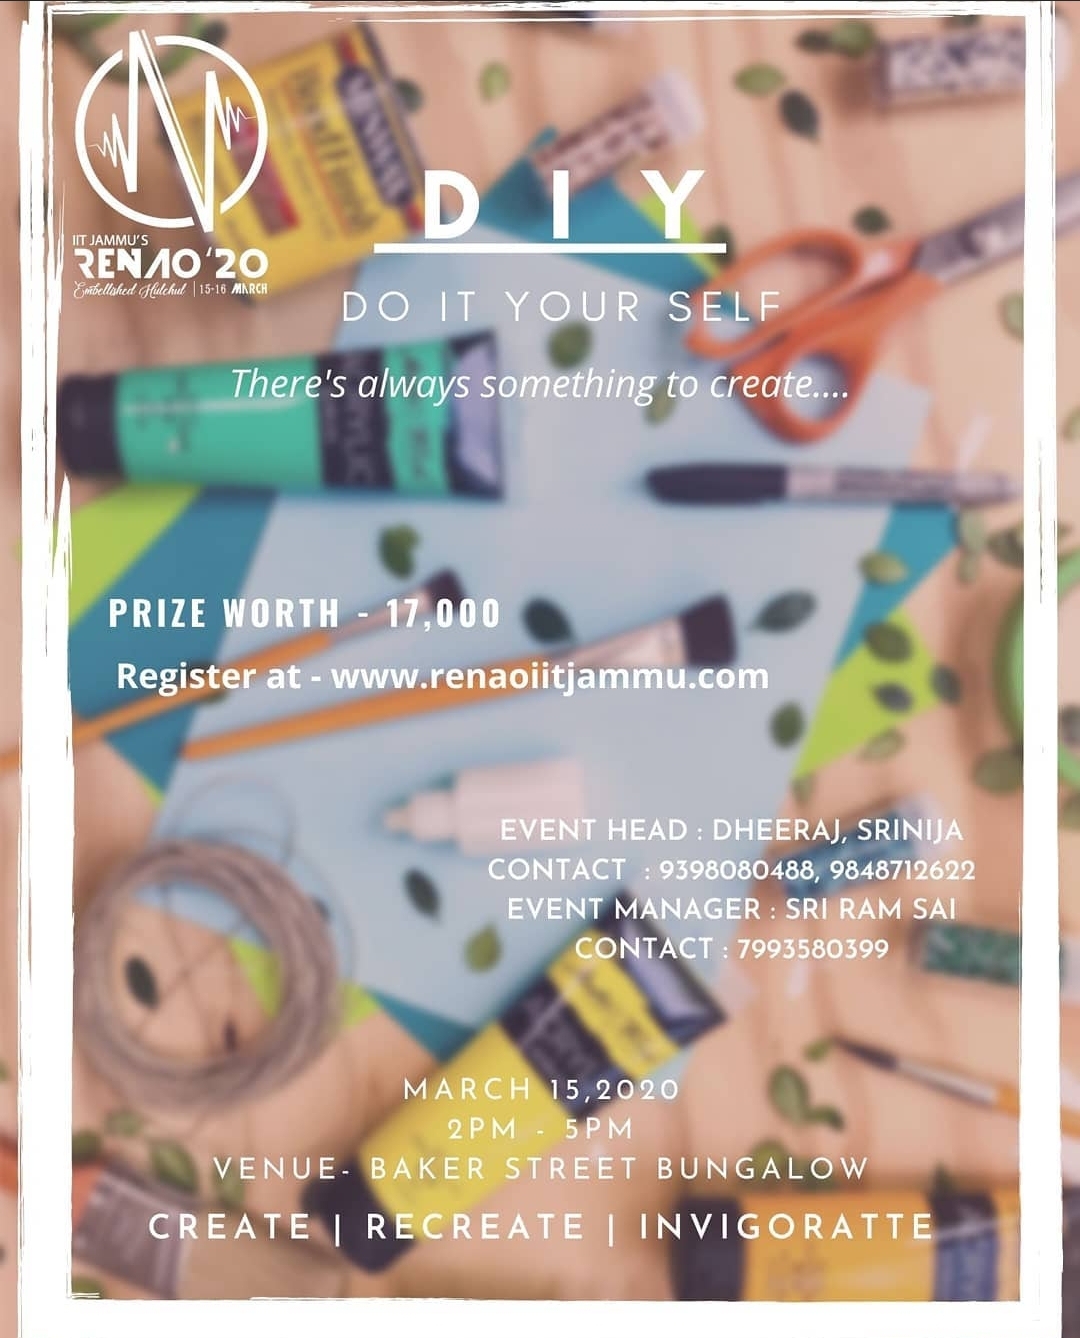 IIT JAMMU'S
RENAO '20
Embellished Hulchul | 15-16 MARCH
D I Y
DO IT YOUR SELF
There's always something to create....
PRIZE WORTH - 17,000
Register at - www.renaoiitjammu.com
EVENT HEAD : DHEERAJ, SRINIJA
CONTACT : 9398080488, 9848712622
EVENT MANAGER : SRI RAM SAI
CONTACT : 7993580399
MARCH 15,2020
2PM - 5PM
VENUE- BAKER STREET BUNGALOW
CREATE | RECREATE | INVIGORATTE